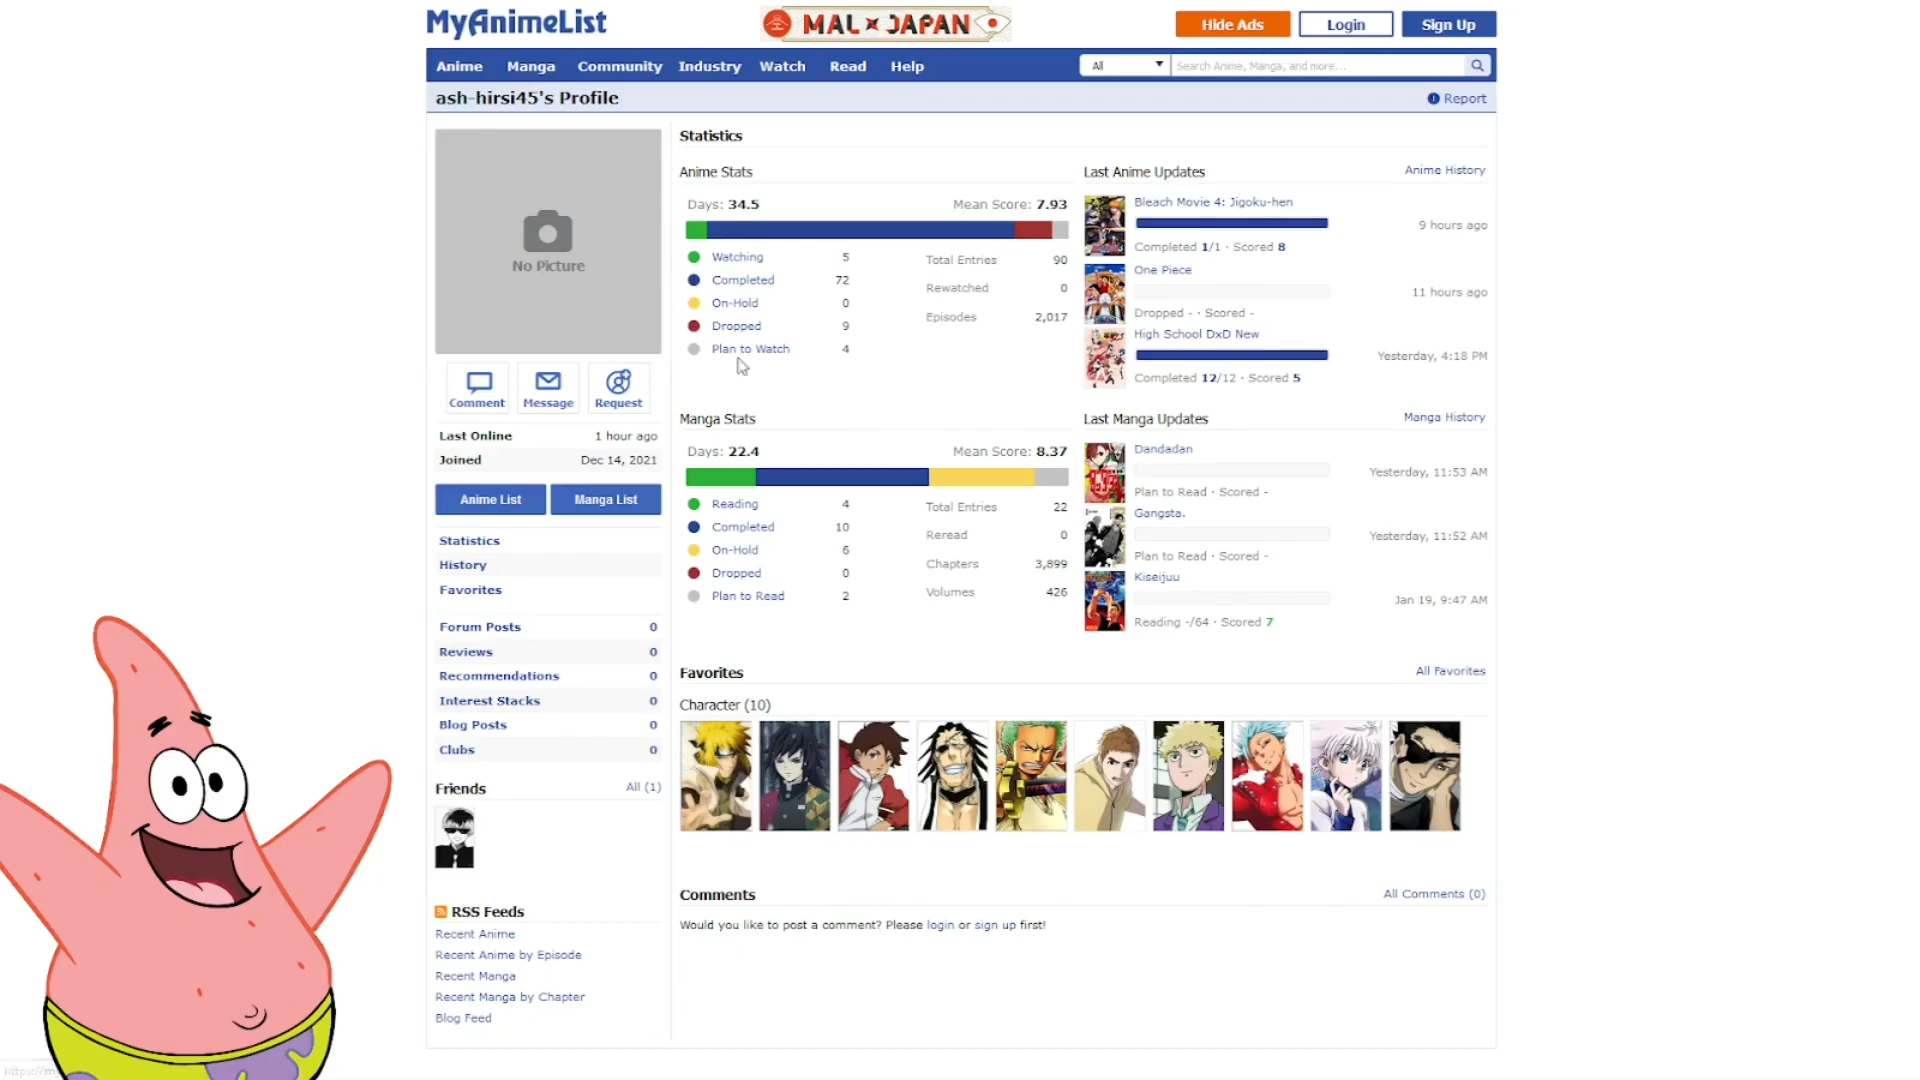 MyAnimeList
MAL × JAPAN
Hide Ads
Login
Sign Up
Anime Manga Community Industry Watch Read Help
All
Search Anime, Manga, and more...
ash-hirsi45's Profile
Report
No Picture
Comment
Message
Request
Last Online 1 hour ago
Joined Dec 14, 2021
Anime List
Manga List
Statistics
History
Favorites
Forum Posts 0
Reviews 0
Recommendations 0
Interest Stacks 0
Blog Posts 0
Clubs 0
Friends All (1)
RSS Feeds
Recent Anime
Recent Anime by Episode
Recent Manga
Recent Manga by Chapter
Blog Feed
Statistics
Anime Stats
Days: 34.5 Mean Score: 7.93
Watching 5
Completed 72
On-Hold 0
Dropped 9
Plan to Watch 4
Total Entries 90
Rewatched 0
Episodes 2,017
Last Anime Updates Anime History
Bleach Movie 4: Jigoku-hen
9 hours ago
Completed 1/1 · Scored 8
One Piece
11 hours ago
Dropped - · Scored -
High School DxD New
Yesterday, 4:18 PM
Completed 12/12 · Scored 5
Manga Stats
Days: 22.4 Mean Score: 8.37
Reading 4
Completed 10
On-Hold 6
Dropped 0
Plan to Read 2
Total Entries 22
Reread 0
Chapters 3,899
Volumes 426
Last Manga Updates Manga History
Dandadan
Yesterday, 11:53 AM
Plan to Read · Scored -
Gangsta.
Yesterday, 11:52 AM
Plan to Read · Scored -
Kiseijuu
Jan 19, 9:47 AM
Reading -/64 · Scored 7
Favorites All Favorites
Character (10)
Comments All Comments (0)
Would you like to post a comment? Please login or sign up first!